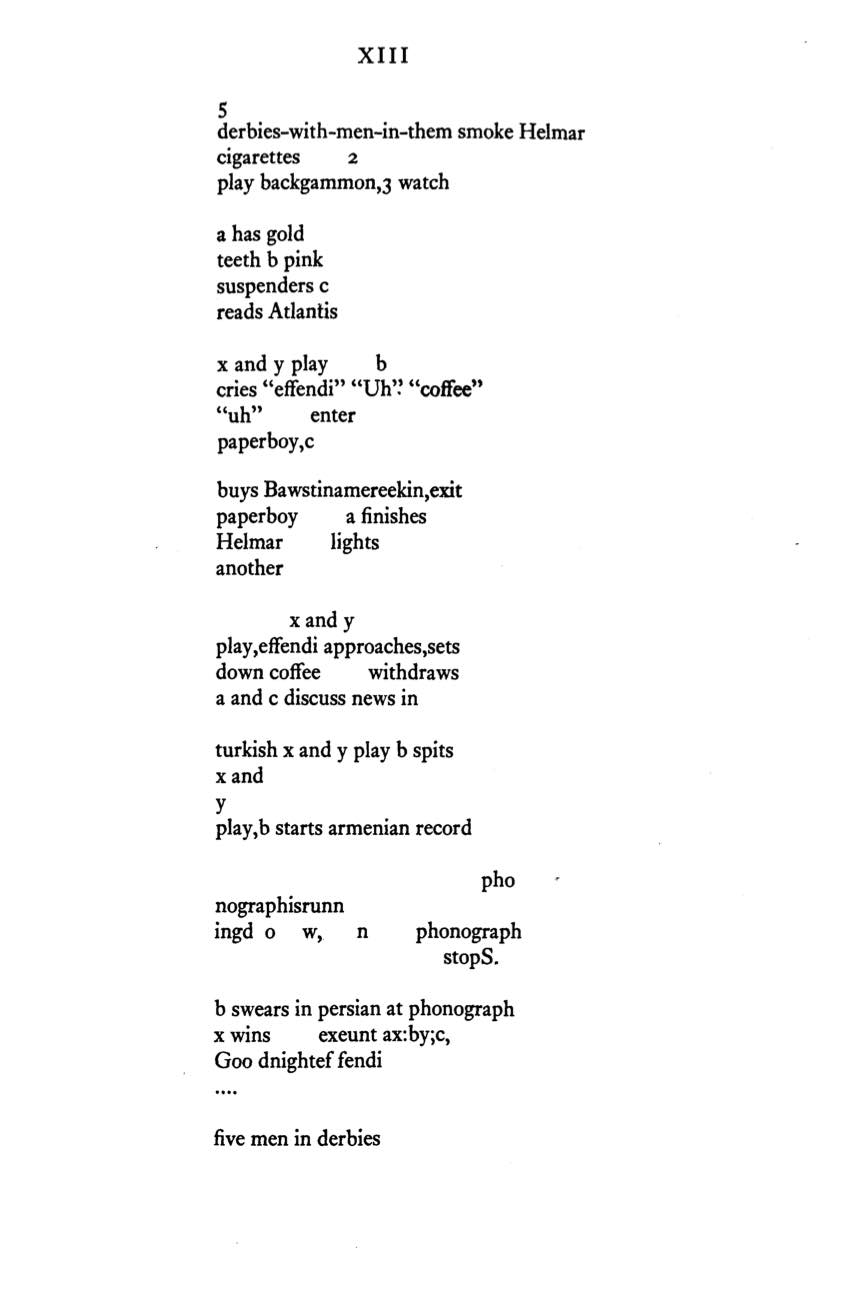 XIII
5
derbies-with-men-in-them smoke Helmar
cigarettes 2
play backgammon,3 watch
a has gold
teeth b pink
suspenders c
reads Atlantis
x and y play b
cries “effendi” “Uh”. “coffee”
“uh” enter
paperboy,c
buys Bawstinamereekin,exit
paperboy a finishes
Helmar lights
another
x and y
play,effendi approaches,sets
down coffee withdraws
a and c discuss news in
turkish x and y play b spits
x and
y
play,b starts armenian record
pho
nographisrunn
ingd o w, n phonograph
stopS.
b swears in persian at phonograph
x wins exeunt ax:by;c,
Goo dnightef fendi
....
five men in derbies